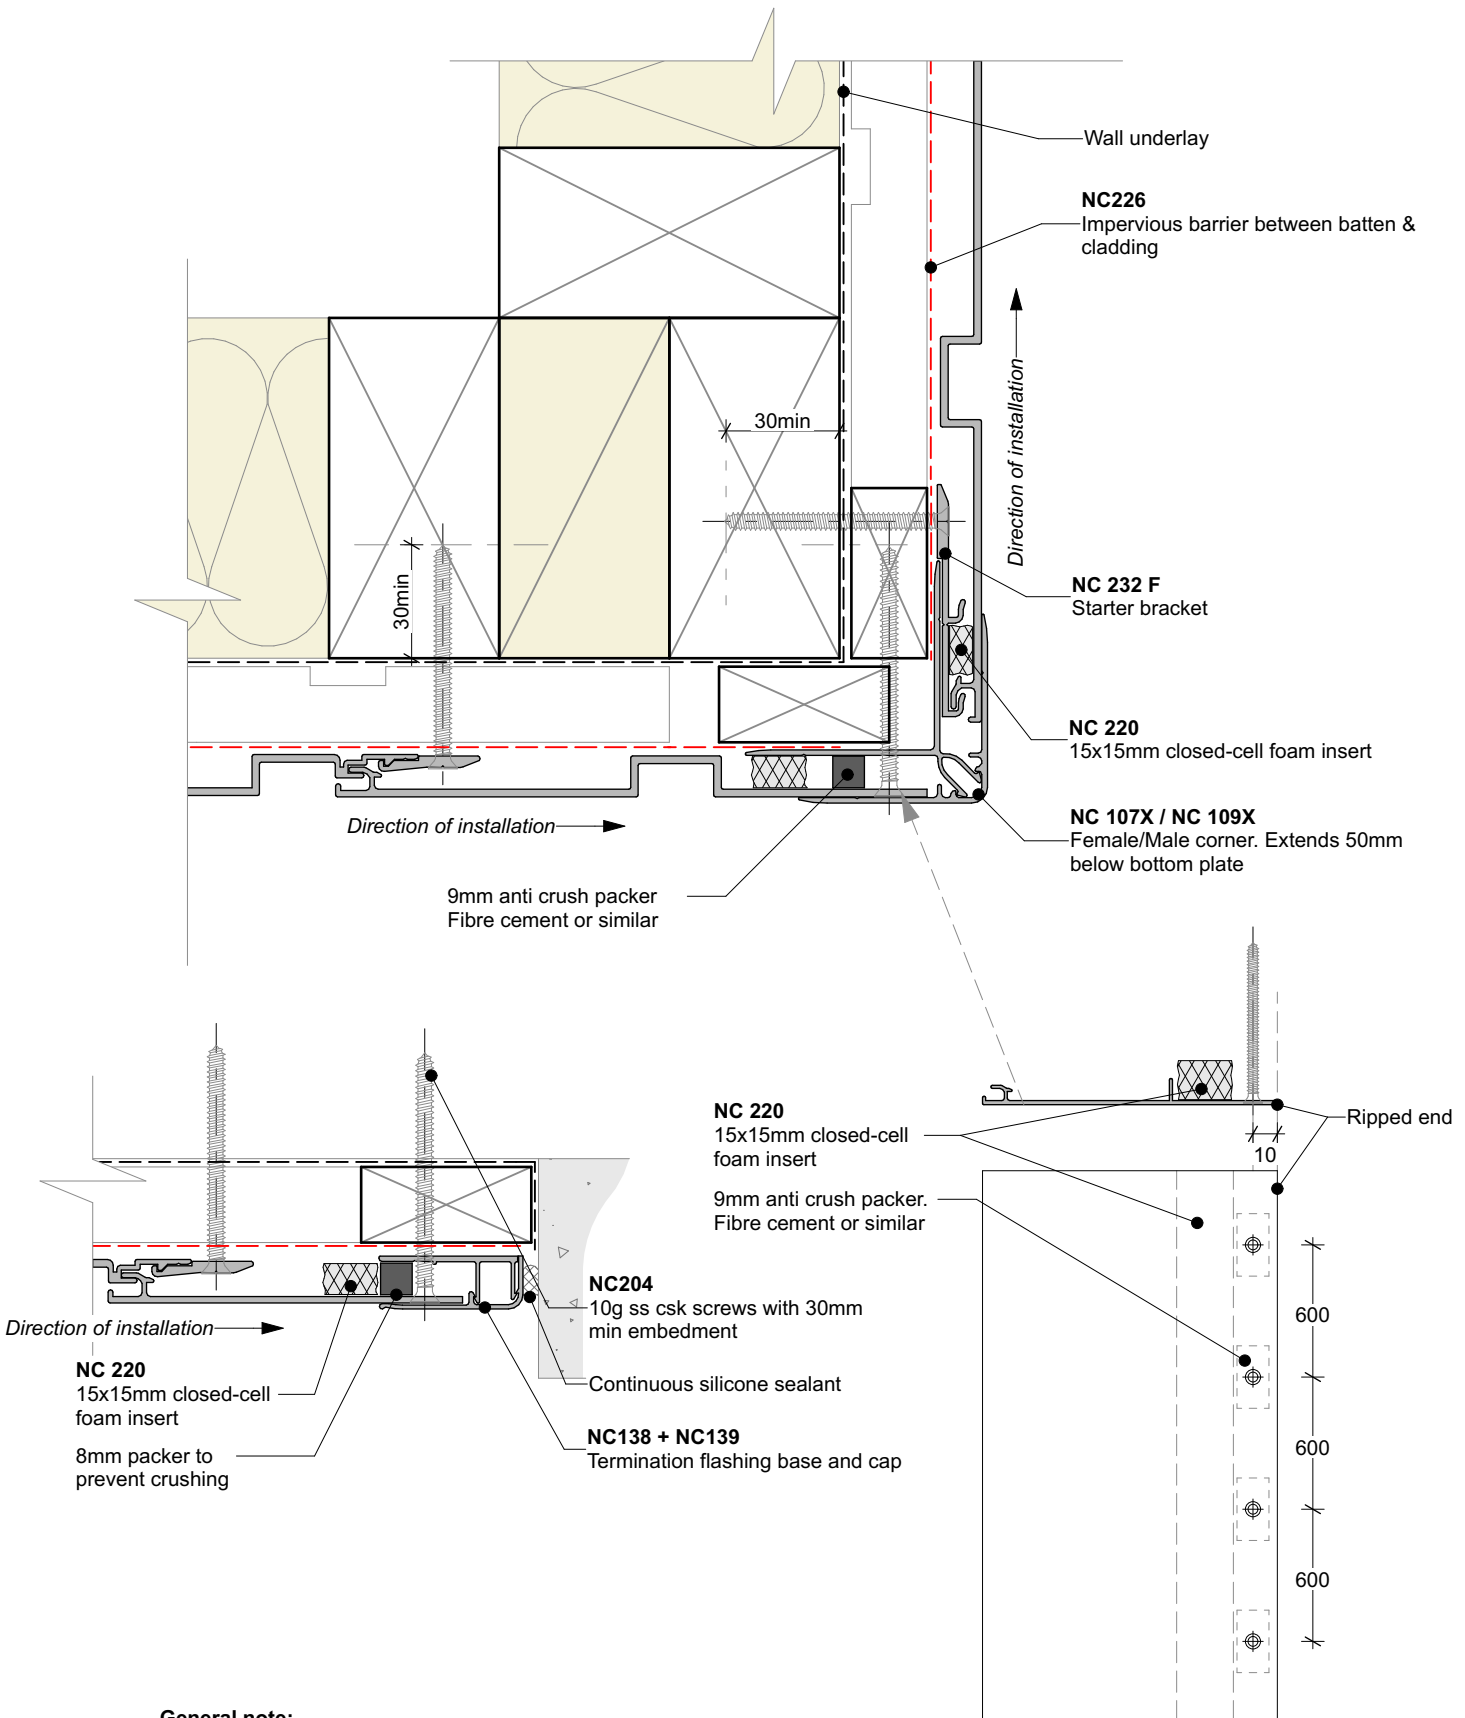 Wall underlay
NC226
Impervious barrier between batten &
cladding
Direction of installation
30min
30min
NC 232 F
Starter bracket
NC 220
15x15mm closed-cell foam insert
NC 107X / NC 109X
Female/Male corner. Extends 50mm
below bottom plate
Direction of installation
9mm anti crush packer
Fibre cement or similar
NC 220
15x15mm closed-cell
foam insert
9mm anti crush packer.
Fibre cement or similar
Ripped end
10
600
600
600
NC204
10g ss csk screws with 30mm
min embedment
Direction of installation
NC 220
15x15mm closed-cell
foam insert
8mm packer to
prevent crushing
Continuous silicone sealant
NC138 + NC139
Termination flashing base and cap
General note: